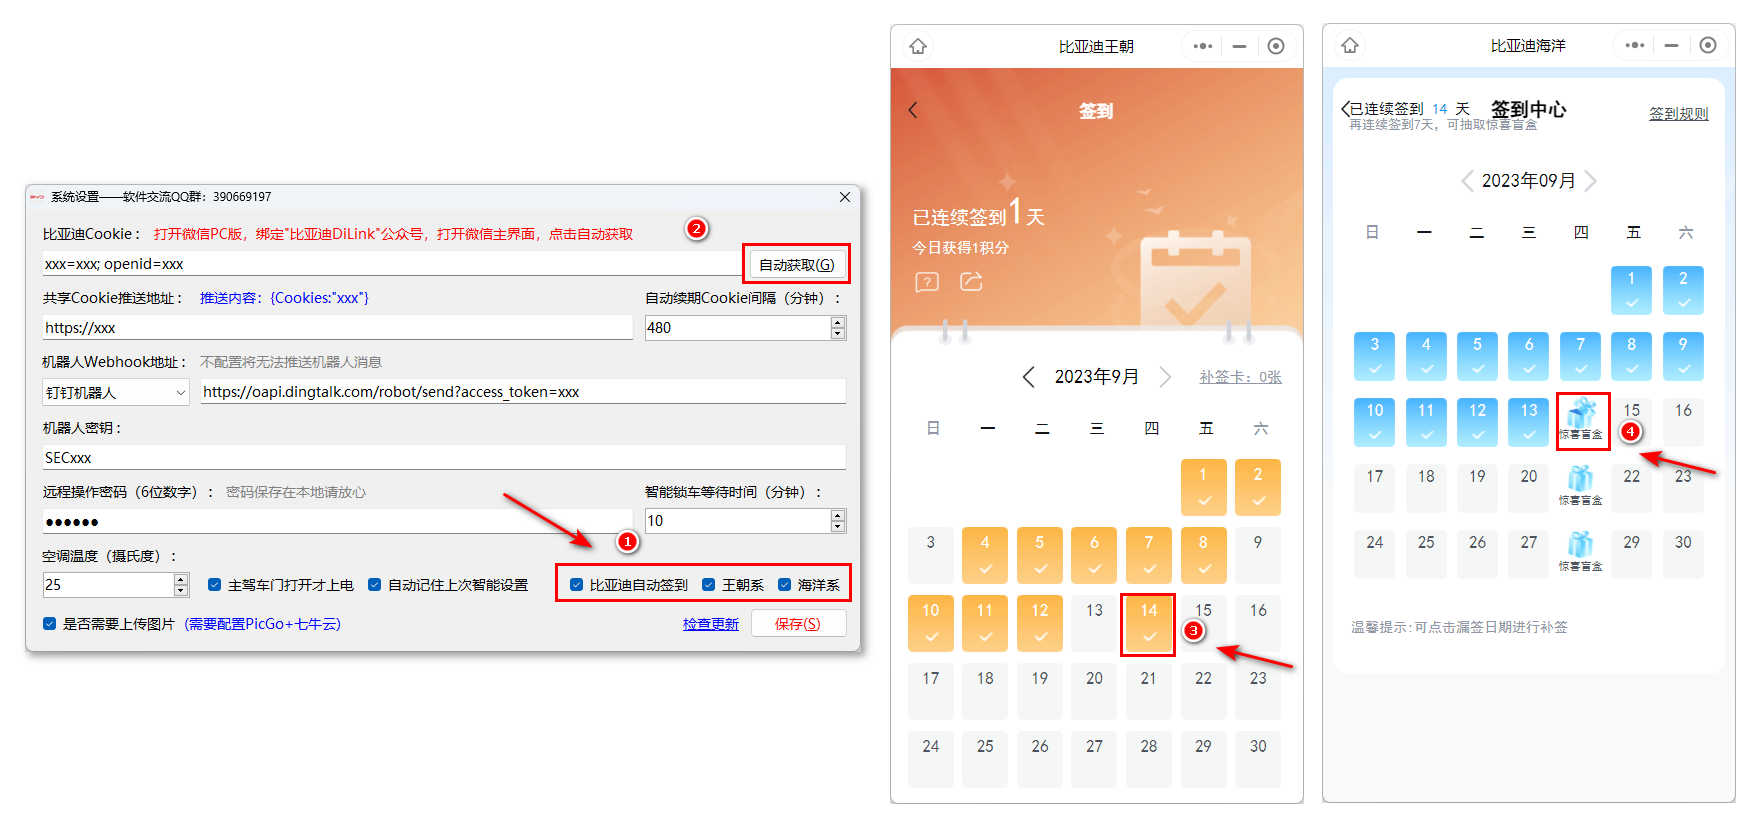 系统设置——软件交流QQ群：390669197
比亚迪Cookie： 打开微信PC版，绑定"比亚迪DiLink"公众号，打开微信主界面，点击自动获取
2
xxx=xxx; openid=xxx
自动获取(G)
共享Cookie推送地址： 推送内容：{Cookies:"xxx"}
自动续期Cookie间隔（分钟）：
https://xxx
480
机器人Webhook地址： 不配置将无法推送机器人消息
钉钉机器人
https://oapi.dingtalk.com/robot/send?access_token=xxx
机器人密钥：
SECxxx
远程操作密码（6位数字）： 密码保存在本地请放心
智能锁车等待时间（分钟）：
●●●●●●
10
1
空调温度（摄氏度）：
25
主驾车门打开才上电
自动记住上次智能设置
比亚迪自动签到
王朝系
海洋系
是否需要上传图片 (需要配置PicGo+七牛云)
检查更新
保存(S)
比亚迪王朝
签到
已连续签到1天
今日获得1积分
2023年9月
补签卡：0张
日 一 二 三 四 五 六
1 2
3 4 5 6 7 8 9
10 11 12 13 14 15 16
3
17 18 19 20 21 22 23
24 25 26 27 28 29 30
比亚迪海洋
已连续签到 14 天
签到中心
签到规则
再连续签到7天，可抽取惊喜盲盒
2023年09月
日 一 二 三 四 五 六
1 2
3 4 5 6 7 8 9
10 11 12 13 惊喜盲盒 15 16
4
17 18 19 20 惊喜盲盒 22 23
24 25 26 27 惊喜盲盒 29 30
温馨提示:可点击漏签日期进行补签